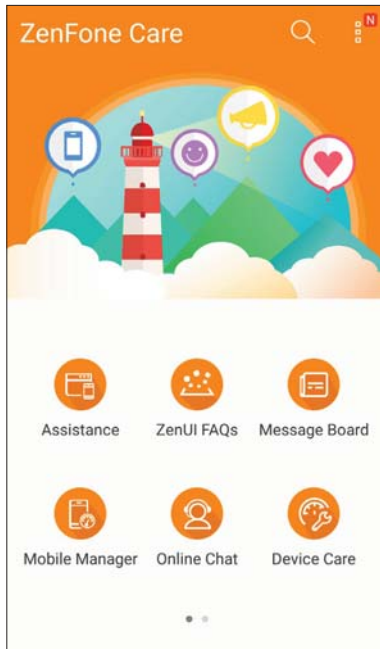 ZenFone Care
N
Assistance
ZenUI FAQs
Message Board
Mobile Manager
Online Chat
Device Care